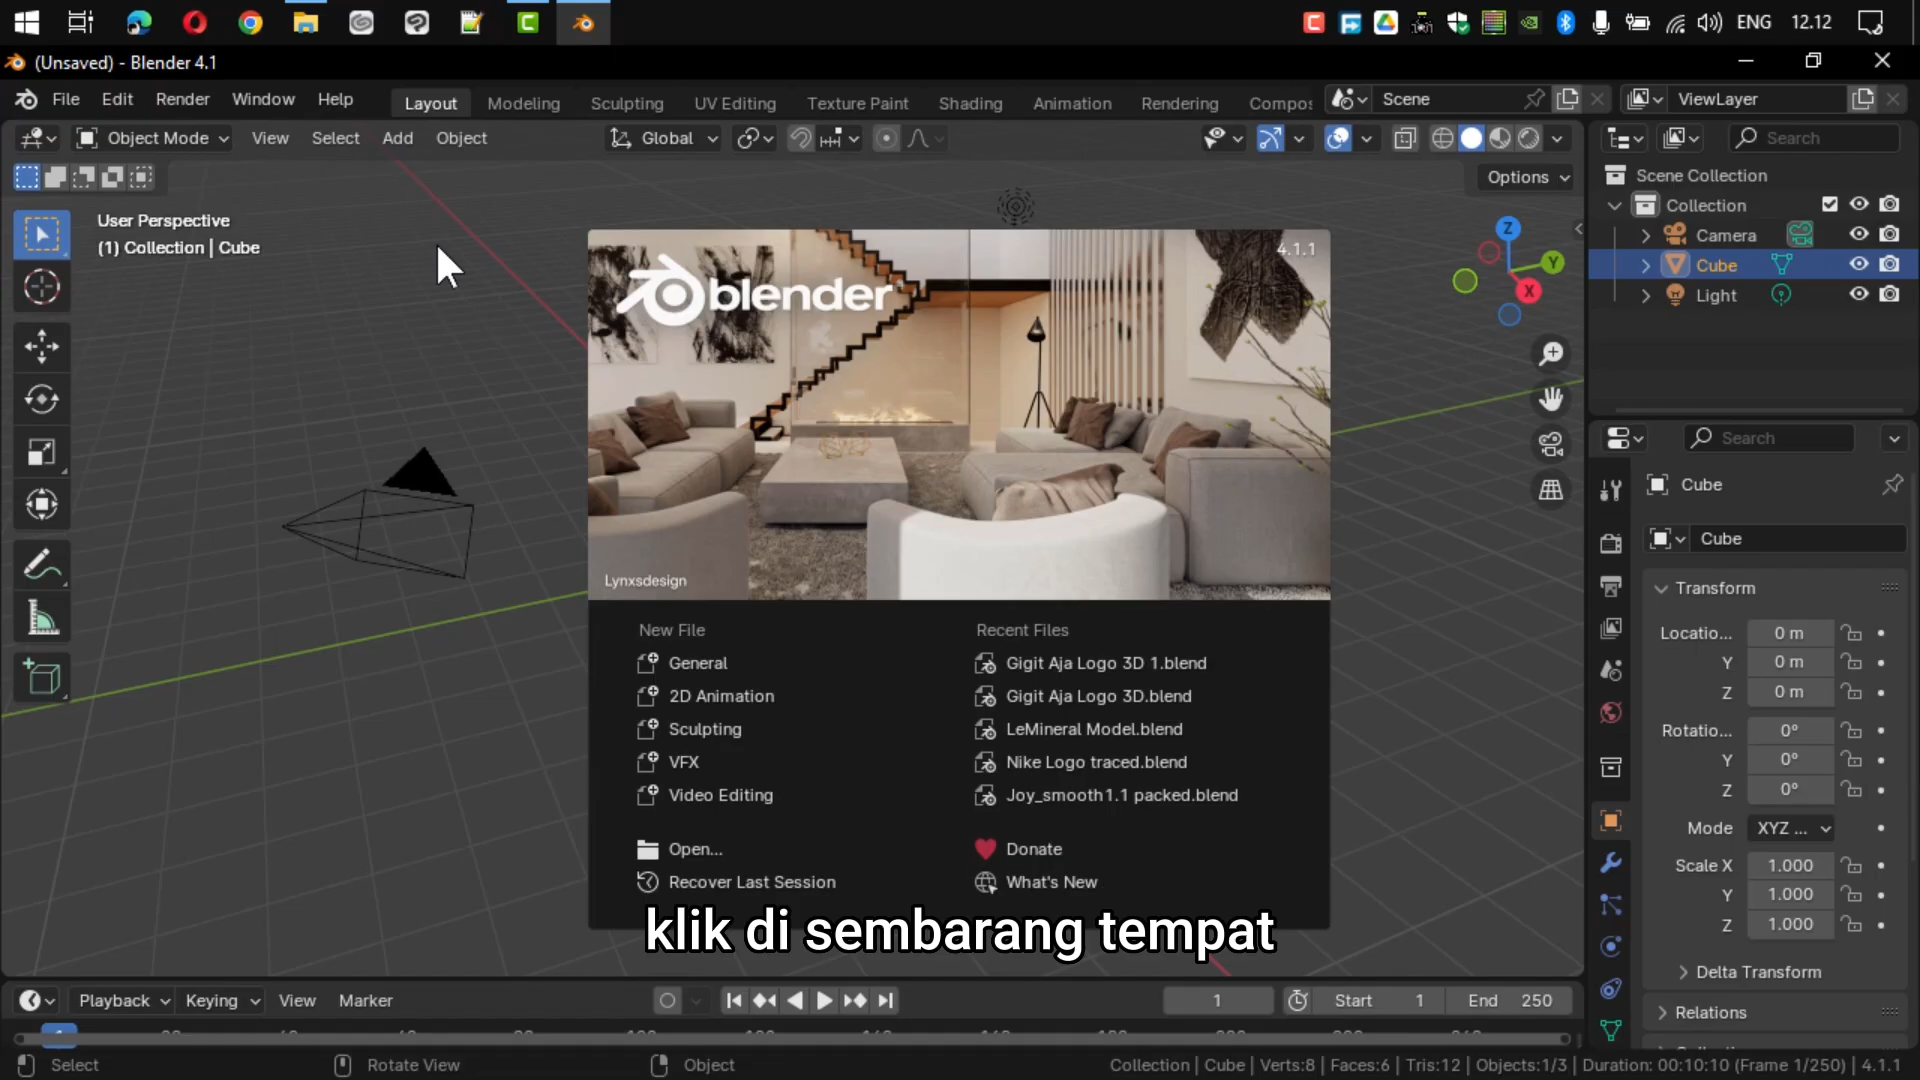 ENG 12.12
(Unsaved) - Blender 4.1
File Edit Render Window Help
Layout Modeling Sculpting UV Editing Texture Paint Shading Animation Rendering Compos
Scene
ViewLayer
Object Mode View Select Add Object
Global
Search
Options
User Perspective
(1) Collection | Cube
Z
Y
X
Scene Collection
Collection
Camera
Cube
Light
4.1.1
blender
Lynxsdesign
New File
General
2D Animation
Sculpting
VFX
Video Editing
Open...
Recover Last Session
Recent Files
Gigit Aja Logo 3D 1.blend
Gigit Aja Logo 3D.blend
LeMineral Model.blend
Nike Logo traced.blend
Joy_smooth1.1 packed.blend
Donate
What's New
klik di sembarang tempat
Search
Cube
Cube
Transform
Locatio... 0 m
Y 0 m
Z 0 m
Rotatio... 0°
Y 0°
Z 0°
Mode XYZ ...
Scale X 1.000
Y 1.000
Z 1.000
Delta Transform
Relations
Playback Keying View Marker
1
Start 1
End 250
1
Select
Rotate View
Object
Collection | Cube | Verts:8 | Faces:6 | Tris:12 | Objects:1/3 | Duration: 00:10:10 (Frame 1/250) | 4.1.1